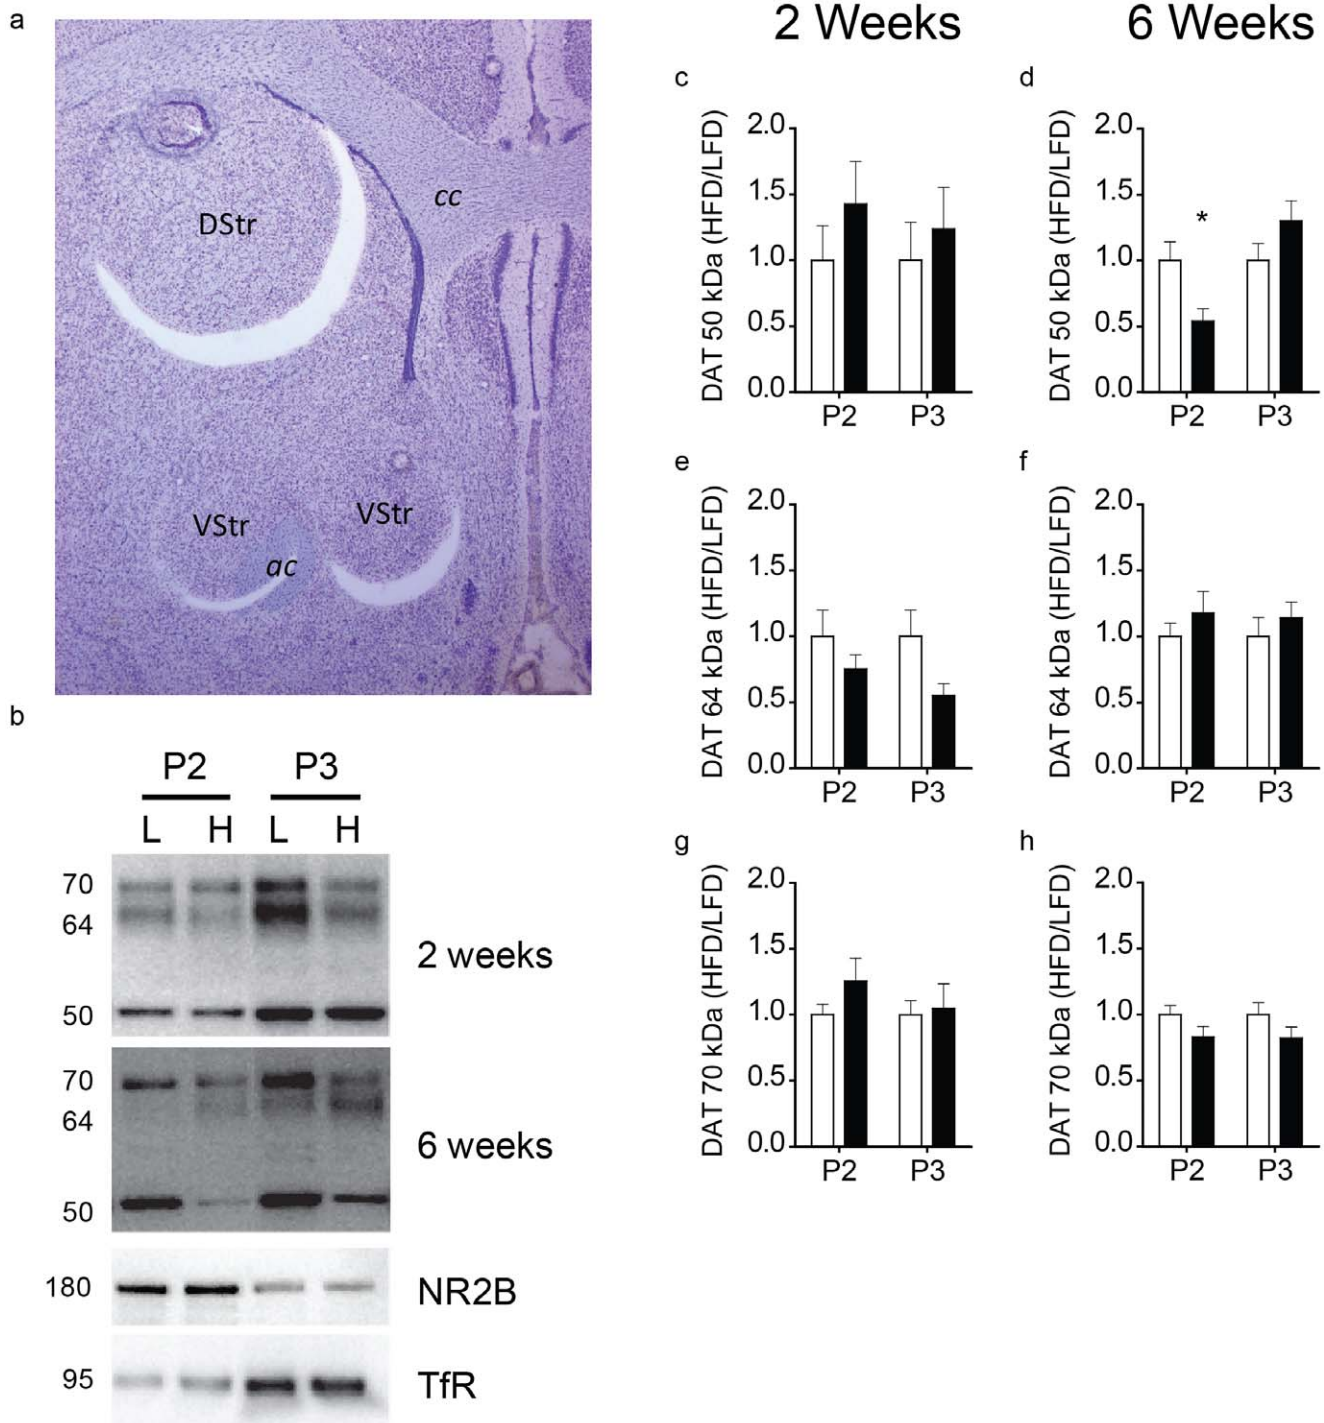 a
DStr
cc
VStr
VStr
ac
b
P2 P3
L H L H
70
64
50
2 weeks
70
64
50
6 weeks
180
NR2B
95
TfR
2 Weeks
6 Weeks
c
DAT 50 kDa (HFD/LFD)
2.0
1.5
1.0
0.5
0.0
P2 P3
d
DAT 50 kDa (HFD/LFD)
2.0
1.5
1.0
0.5
0.0
*
P2 P3
e
DAT 64 kDa (HFD/LFD)
2.0
1.5
1.0
0.5
0.0
P2 P3
f
DAT 64 kDa (HFD/LFD)
2.0
1.5
1.0
0.5
0.0
P2 P3
g
DAT 70 kDa (HFD/LFD)
2.0
1.5
1.0
0.5
0.0
P2 P3
h
DAT 70 kDa (HFD/LFD)
2.0
1.5
1.0
0.5
0.0
P2 P3